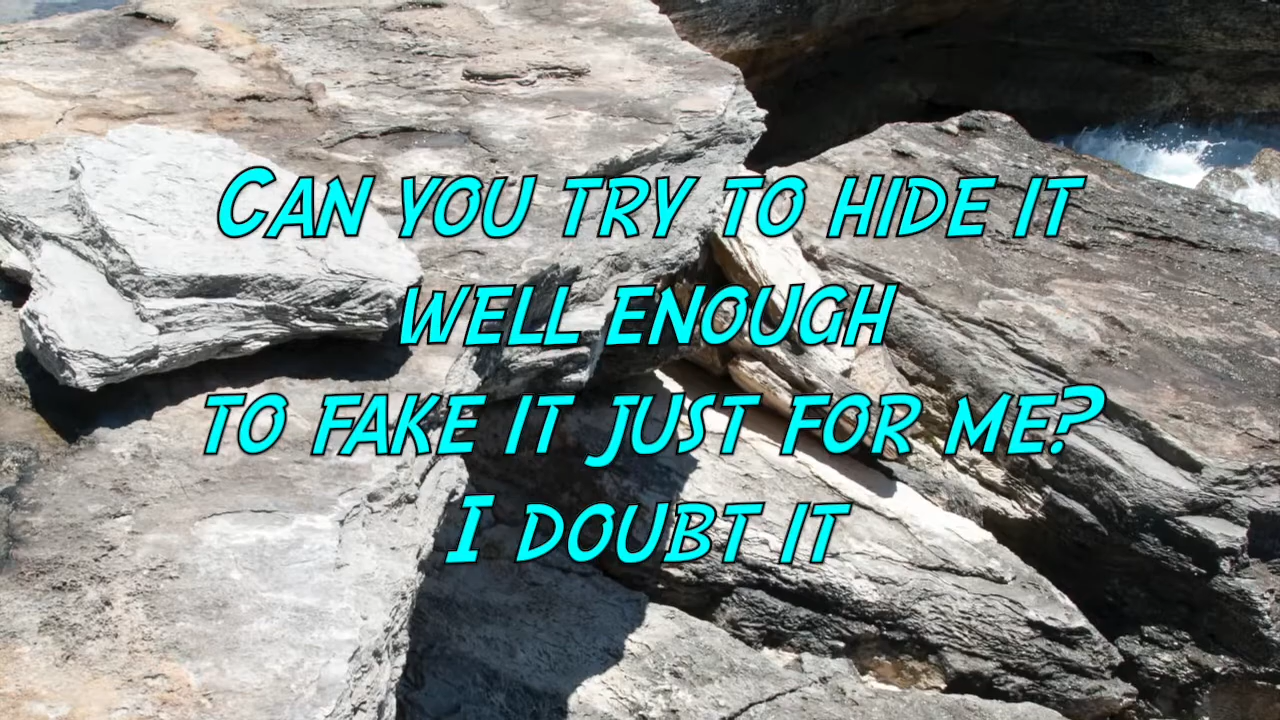 Can you try to hide it
well enough
to fake it just for me?
I doubt it